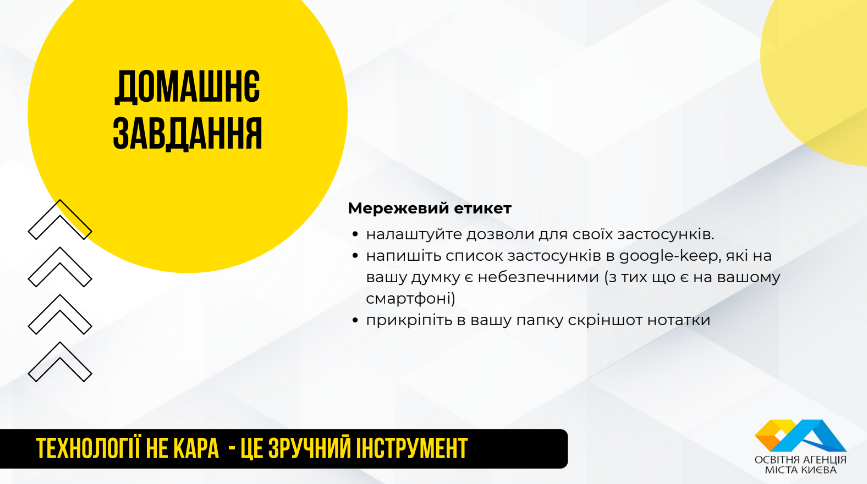 ДОМАШНЄ
ЗАВДАННЯ
Мережевий етикет
• налаштуйте дозволи для своїх застосунків.
• напишіть список застосунків в google-keep, які на
вашу думку є небезпечними (з тих що є на вашому
смартфоні)
• прикріпіть в вашу папку скріншот нотатки
ТЕХНОЛОГІЇ НЕ КАРА - ЦЕ ЗРУЧНИЙ ІНСТРУМЕНТ
ОСВІТНЯ АГЕНЦІЯ
МІСТА КИЄВА